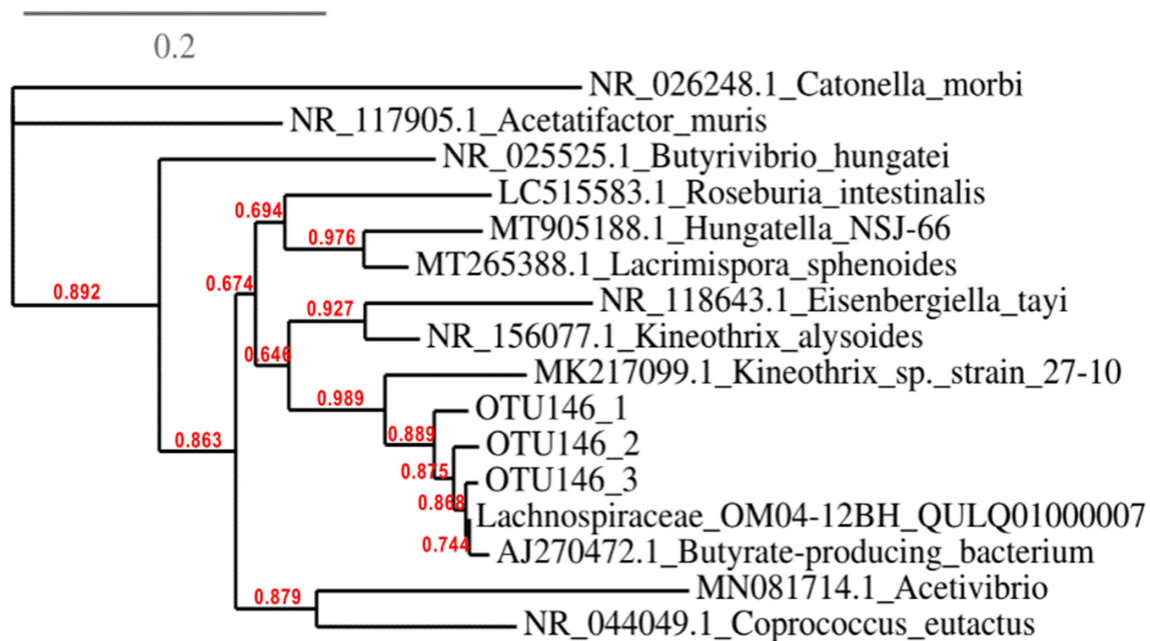 0.2
NR_026248.1_Catonella_morbi
NR_117905.1_Acetatifactor_muris
NR_025525.1_Butyrivibrio_hungatei
LC515583.1_Roseburia_intestinalis
0.694
MT905188.1_Hungatella_NSJ-66
0.976
MT265388.1_Lacrimispora_sphenoides
0.674
0.892
NR_118643.1_Eisenbergiella_tayi
0.927
NR_156077.1_Kineothrix_alysoides
0.646
MK217099.1_Kineothrix_sp._strain_27-10
0.989
OTU146_1
0.889
0.863
OTU146_2
0.875
OTU146_3
0.868
Lachnospiraceae_OM04-12BH_QULQ01000007
0.744
AJ270472.1_Butyrate-producing_bacterium
MN081714.1_Acetivibrio
0.879
NR_044049.1_Coprococcus_eutactus